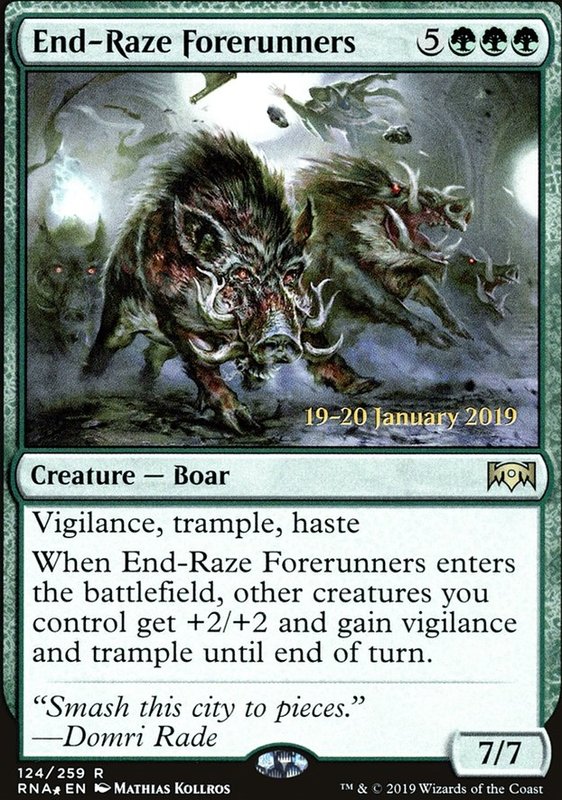 End-Raze Forerunners 5
19-20 January 2019
Creature — Boar
Vigilance, trample, haste
When End-Raze Forerunners enters
the battlefield, other creatures you
control get +2/+2 and gain vigilance
and trample until end of turn.
“Smash this city to pieces.”
—Domri Rade
7/7
124/259 R
RNA★EN Mathias Kollros
™ & © 2019 Wizards of the Coast